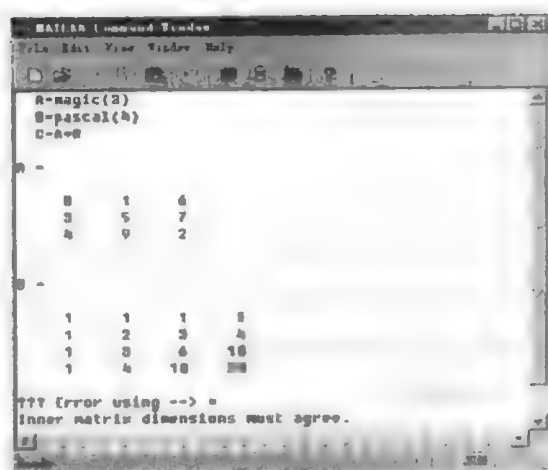 MATLAB Command Window
File Edit View Window Help
A=magic(3)
B=pascal(4)
C=A*B
A =
8 1 6
3 5 7
4 9 2
B =
1 1 1 1
1 2 3 4
1 3 6 10
1 4 10
??? Error using ==> *
Inner matrix dimensions must agree.